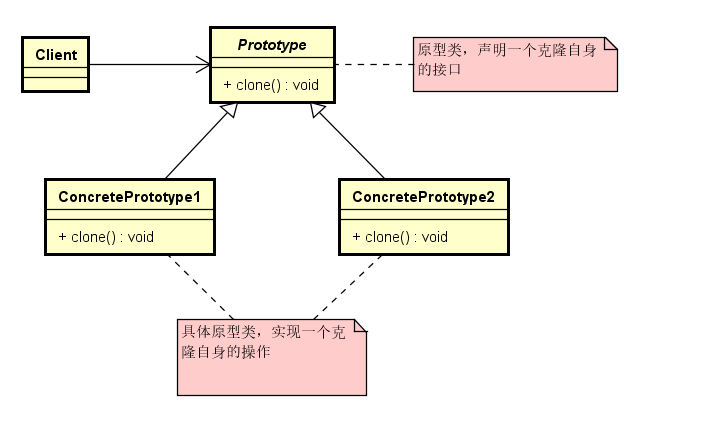 Client
Prototype
+ clone() : void
原型类，声明一个克隆自身
的接口
ConcretePrototype1
+ clone() : void
ConcretePrototype2
+ clone() : void
具体原型类，实现一个克
隆自身的操作